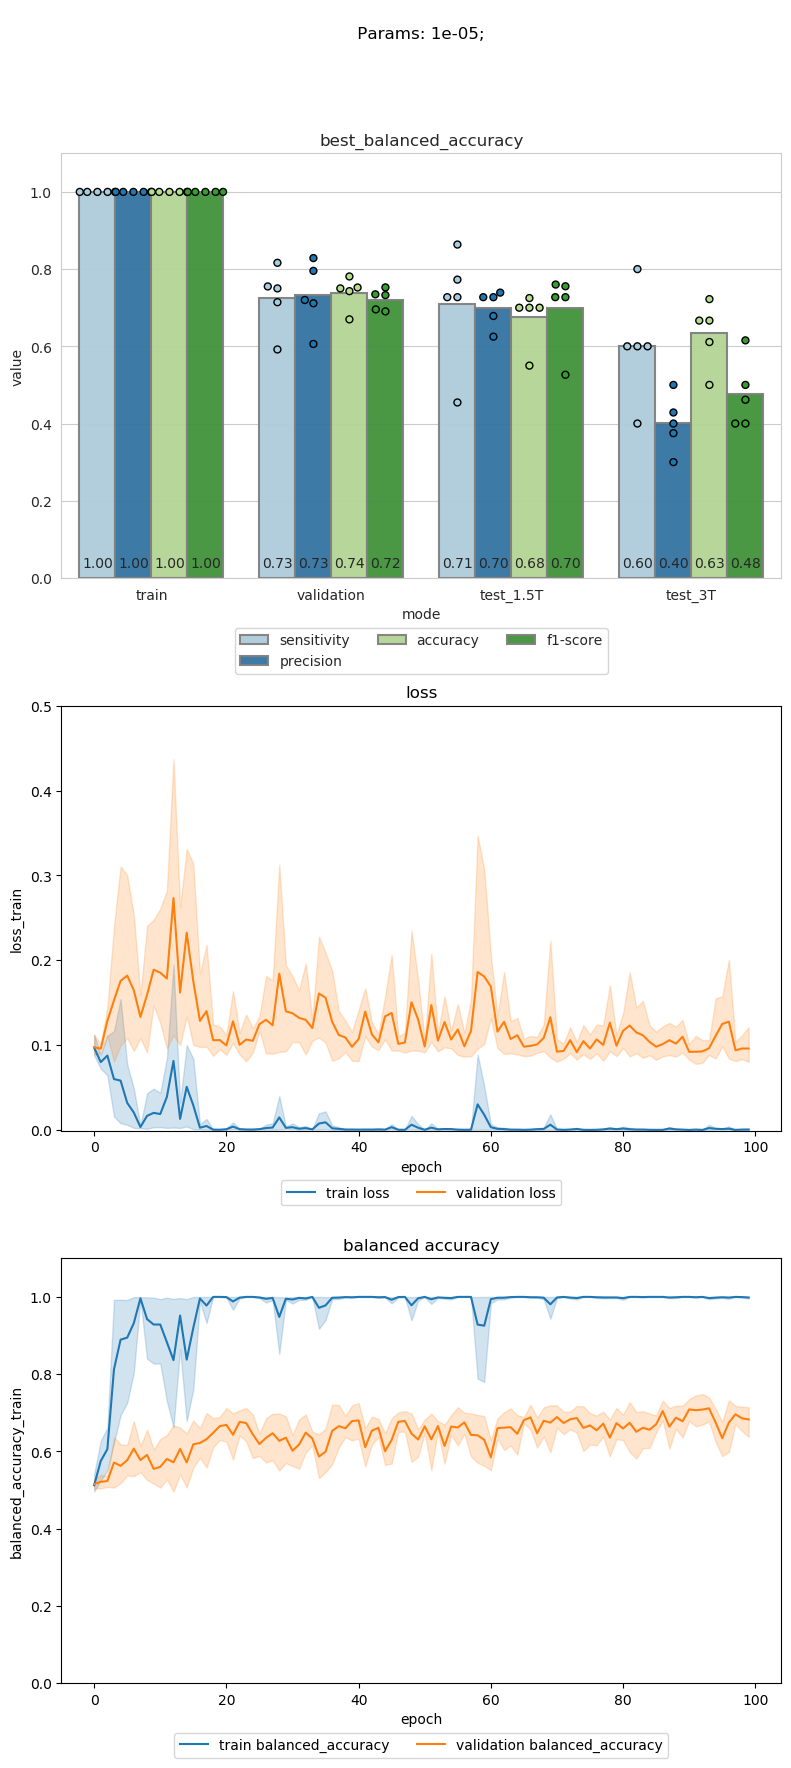 Params: 1e-05;
best_balanced_accuracy
value
1.0
0.8
0.6
0.4
0.2
0.0
1.00 1.00 1.00 1.00 0.73 0.73 0.74 0.72 0.71 0.70 0.68 0.70 0.60 0.40 0.63 0.48
train validation test_1.5T test_3T
mode
sensitivity accuracy f1-score
precision
loss
loss_train
0.5
0.4
0.3
0.2
0.1
0.0
0 20 40 60 80 100
epoch
train loss validation loss
balanced accuracy
balanced_accuracy_train
1.0
0.8
0.6
0.4
0.2
0.0
0 20 40 60 80 100
epoch
train balanced_accuracy validation balanced_accuracy